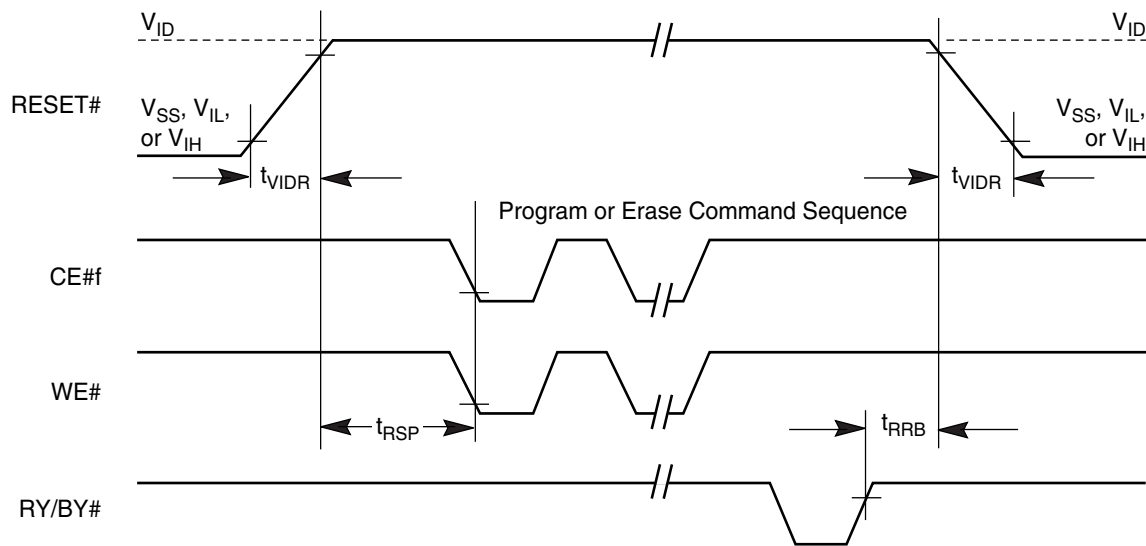 V_ID V_ID
RESET#
V_SS, V_IL,
or V_IH
V_SS, V_IL,
or V_IH
t_VIDR t_VIDR
Program or Erase Command Sequence
CE#f
WE#
t_RSP t_RRB
RY/BY#